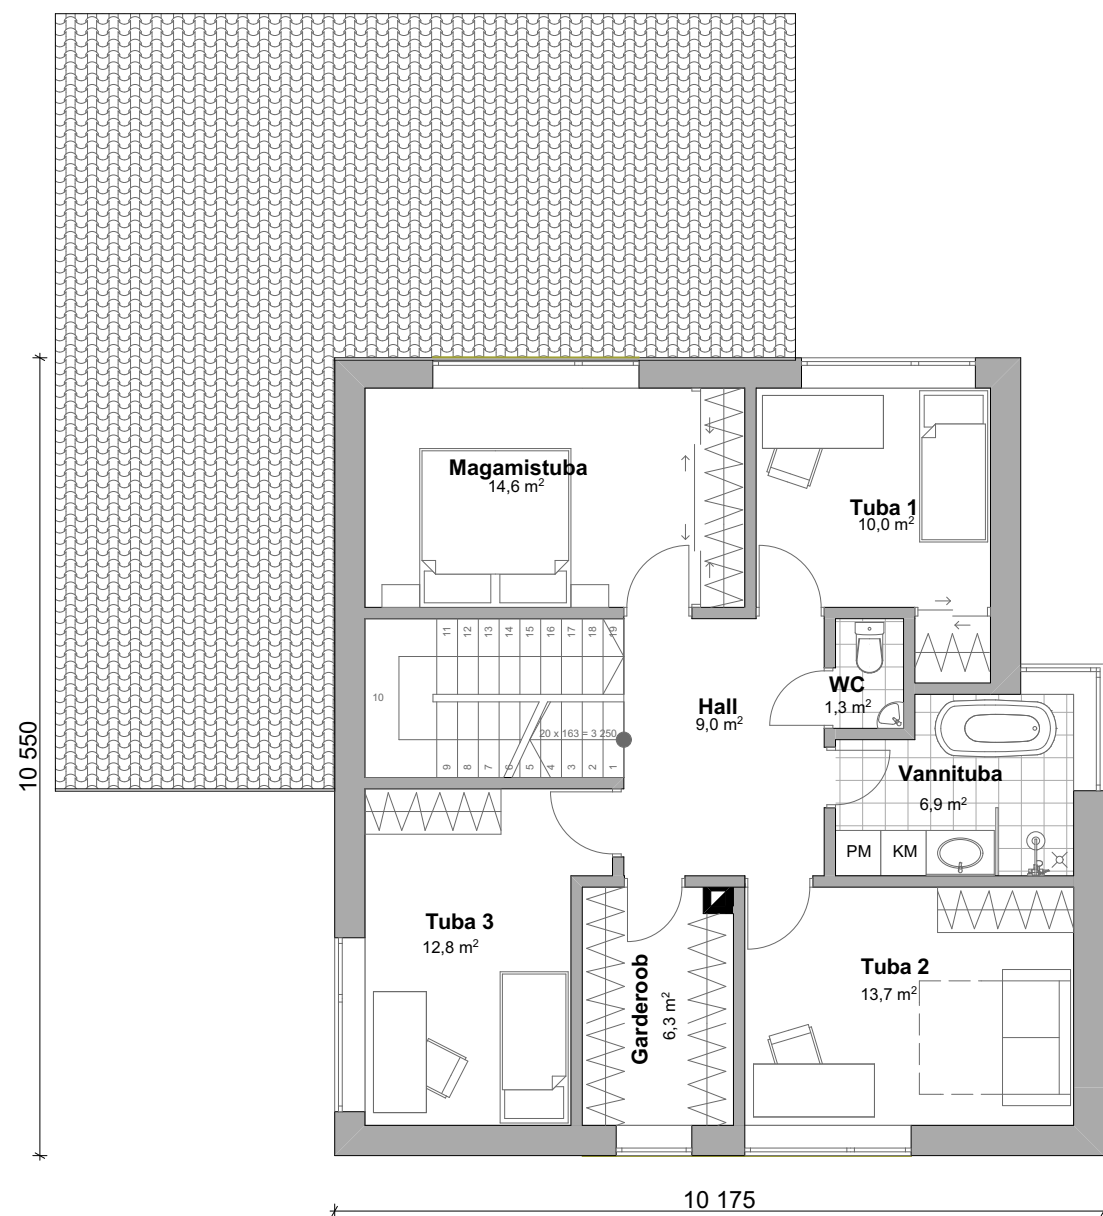 Magamistuba
14,6 m²
Tuba 1
10,0 m²
11 12 13 14 15 16 17 18 19
10
20 x 163 = 3 250
9 8 7 6 5 4 3 2 1
WC
1,3 m²
Hall
9,0 m²
10 550
Vannituba
6,9 m²
PM KM
Tuba 3
12,8 m²
Garderoob
6,3 m²
Tuba 2
13,7 m²
10 175